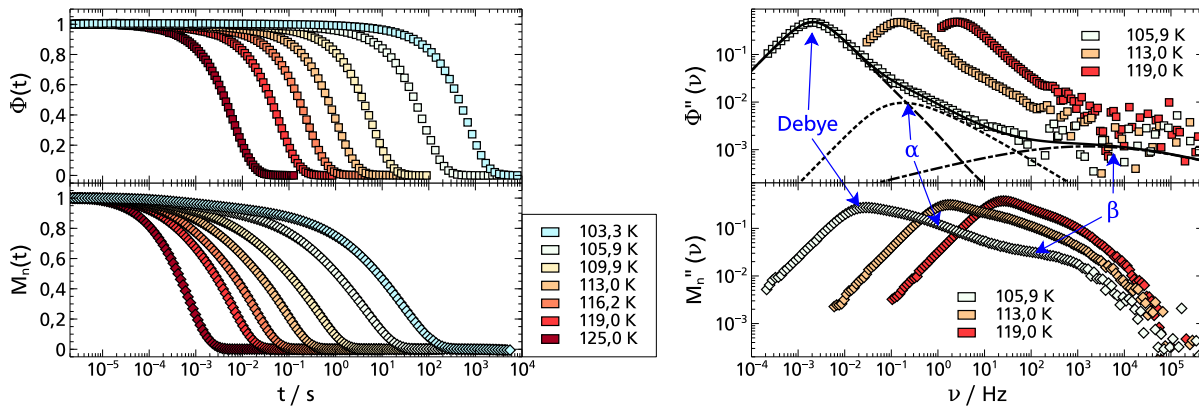 Φ(t)
1.0
0.8
0,6
0,4
0,2
0
M_n(t)
1.0
0.8
0,6
0,4
0,2
0
10⁻⁵ 10⁻⁴ 10⁻³ 10⁻² 10⁻¹ 10⁰ 10¹ 10² 10³ 10⁴
t / s
103,3 K
105,9 K
109,9 K
113,0 K
116,2 K
119,0 K
125,0 K
Φ'' (ν)
10⁻¹
10⁻²
10⁻³
105,9 K
113,0 K
119,0 K
Debye
α
β
M_n'' (ν)
10⁻¹
10⁻²
10⁻³
105,9 K
113,0 K
119,0 K
10⁻⁴ 10⁻³ 10⁻² 10⁻¹ 10⁰ 10¹ 10² 10³ 10⁴ 10⁵
ν / Hz